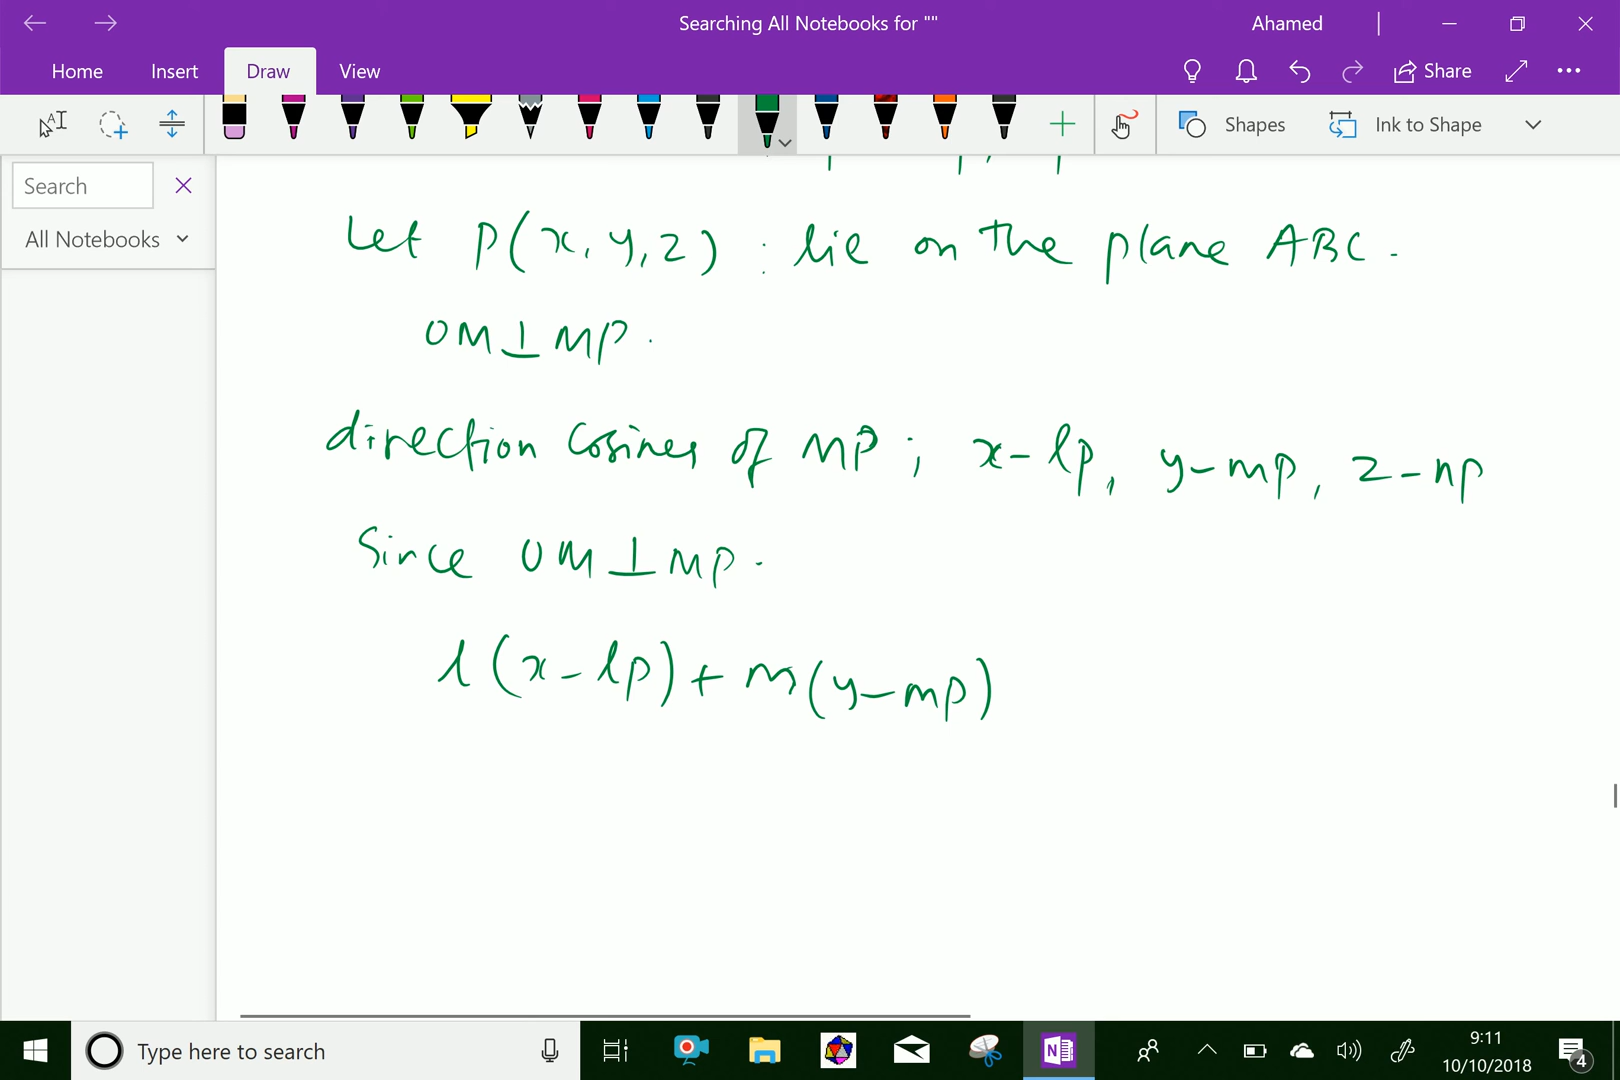 Searching All Notebooks for ""
Ahamed
Home Insert Draw View
Share
Shapes
Ink to Shape
Search
All Notebooks
Let P(x, y, z) : lie on the plane ABC.
OM ⊥ MP.
direction cosines of MP ; x - lp, y - mp, z - np
Since OM ⊥ MP.
l(x - lp) + m(y - mp)
Type here to search
9:11
10/10/2018
4